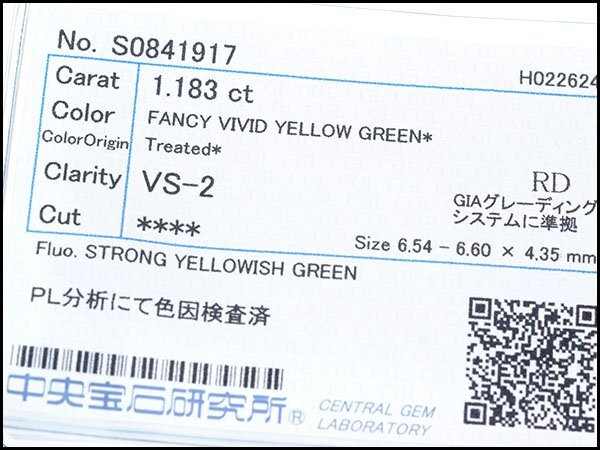 No. S0841917
H022624
Carat 1.183 ct
Color FANCY VIVID YELLOW GREEN*
ColorOrigin Treated*
Clarity VS-2
Cut ****
RD
GIAグレーディング
システムに準拠
Size 6.54 - 6.60 × 4.35 mm
Fluo. STRONG YELLOWISH GREEN
PL分析にて色因検査済
中央宝石研究所®
CENTRAL GEM
LABORATORY